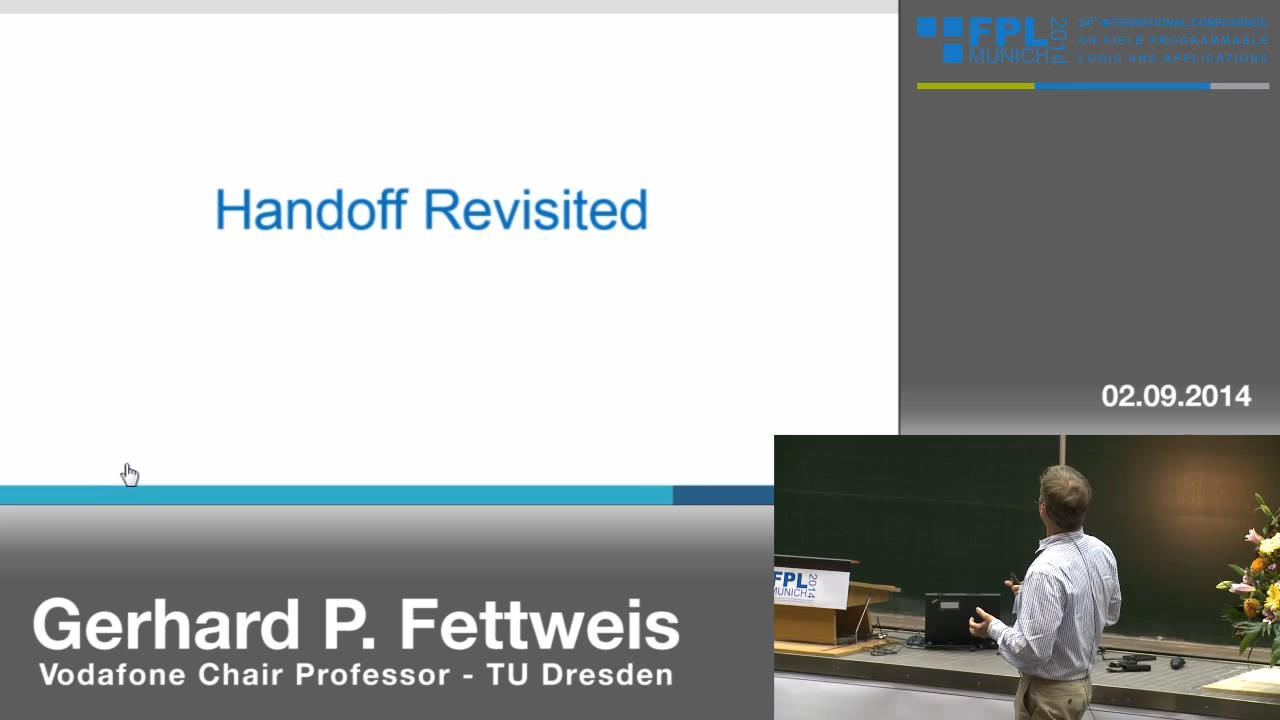 Handoff Revisited
FPL
MUNICH
2014
24th INTERNATIONAL CONFERENCE
ON FIELD PROGRAMMABLE
LOGIC AND APPLICATIONS
02.09.2014
FPL
MUNICH
2014
Gerhard P. Fettweis
Vodafone Chair Professor - TU Dresden